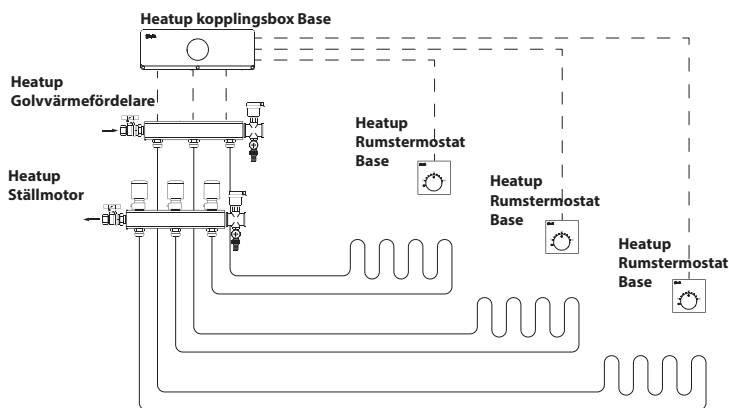 Heatup kopplingsbox Base
Heatup
Golvvärmefördelare
Heatup
Ställmotor
Heatup
Rumstermostat
Base
Heatup
Rumstermostat
Base
Heatup
Rumstermostat
Base